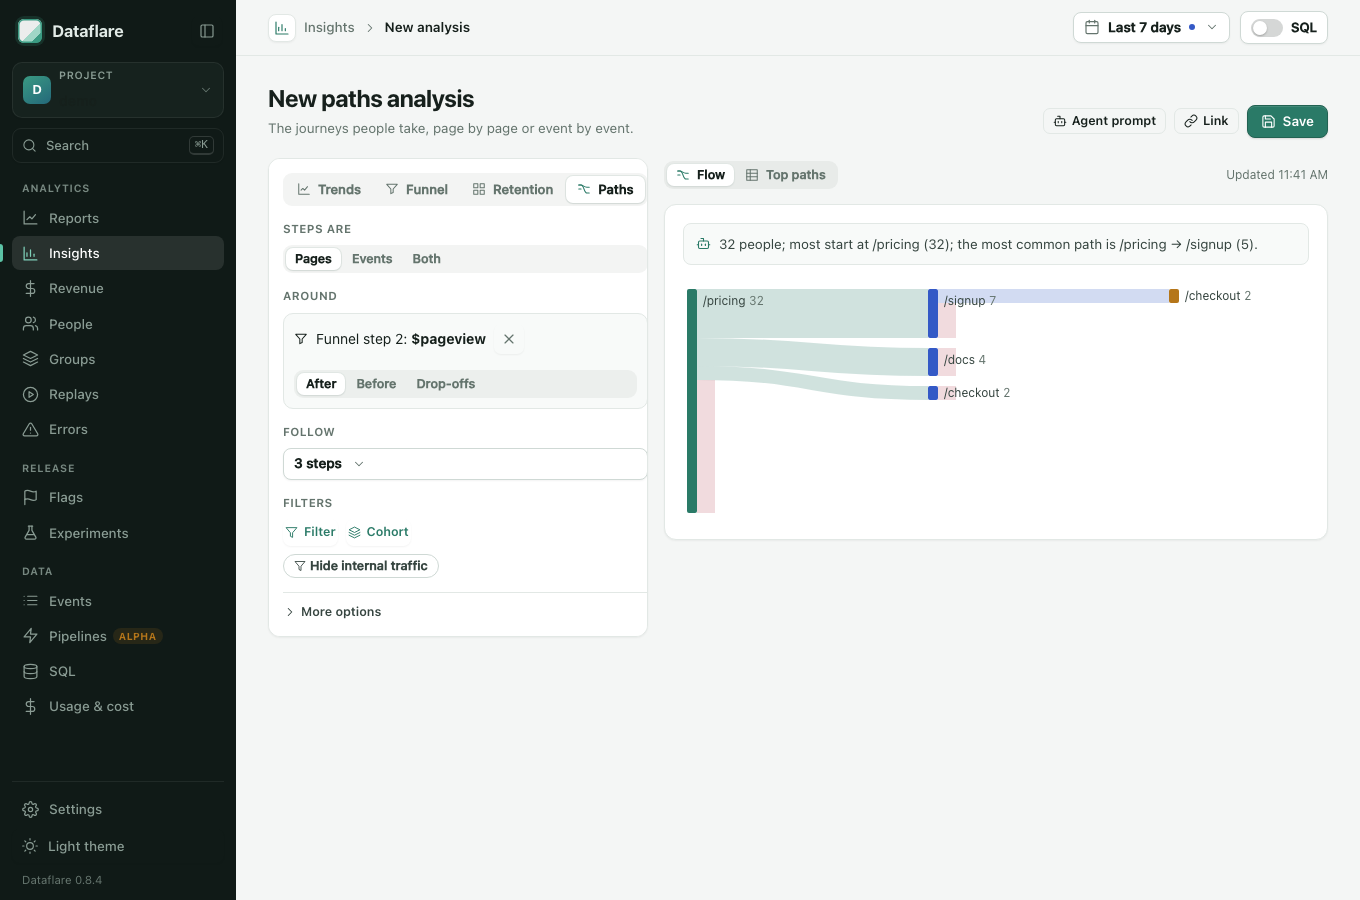 Dataflare
PROJECT
D
Search ⌘K
ANALYTICS
Reports
Insights
Revenue
People
Groups
Replays
Errors
RELEASE
Flags
Experiments
DATA
Events
Pipelines ALPHA
SQL
Usage & cost
Settings
Light theme
Dataflare 0.8.4
Insights > New analysis
Last 7 days
SQL
New paths analysis
The journeys people take, page by page or event by event.
Agent prompt
Link
Save
Trends Funnel Retention Paths
STEPS ARE
Pages Events Both
AROUND
Funnel step 2: $pageview
After Before Drop-offs
FOLLOW
3 steps
FILTERS
Filter Cohort
Hide internal traffic
More options
Flow Top paths
Updated 11:41 AM
32 people; most start at /pricing (32); the most common path is /pricing → /signup (5).
/pricing 32
/signup 7
/checkout 2
/docs 4
/checkout 2